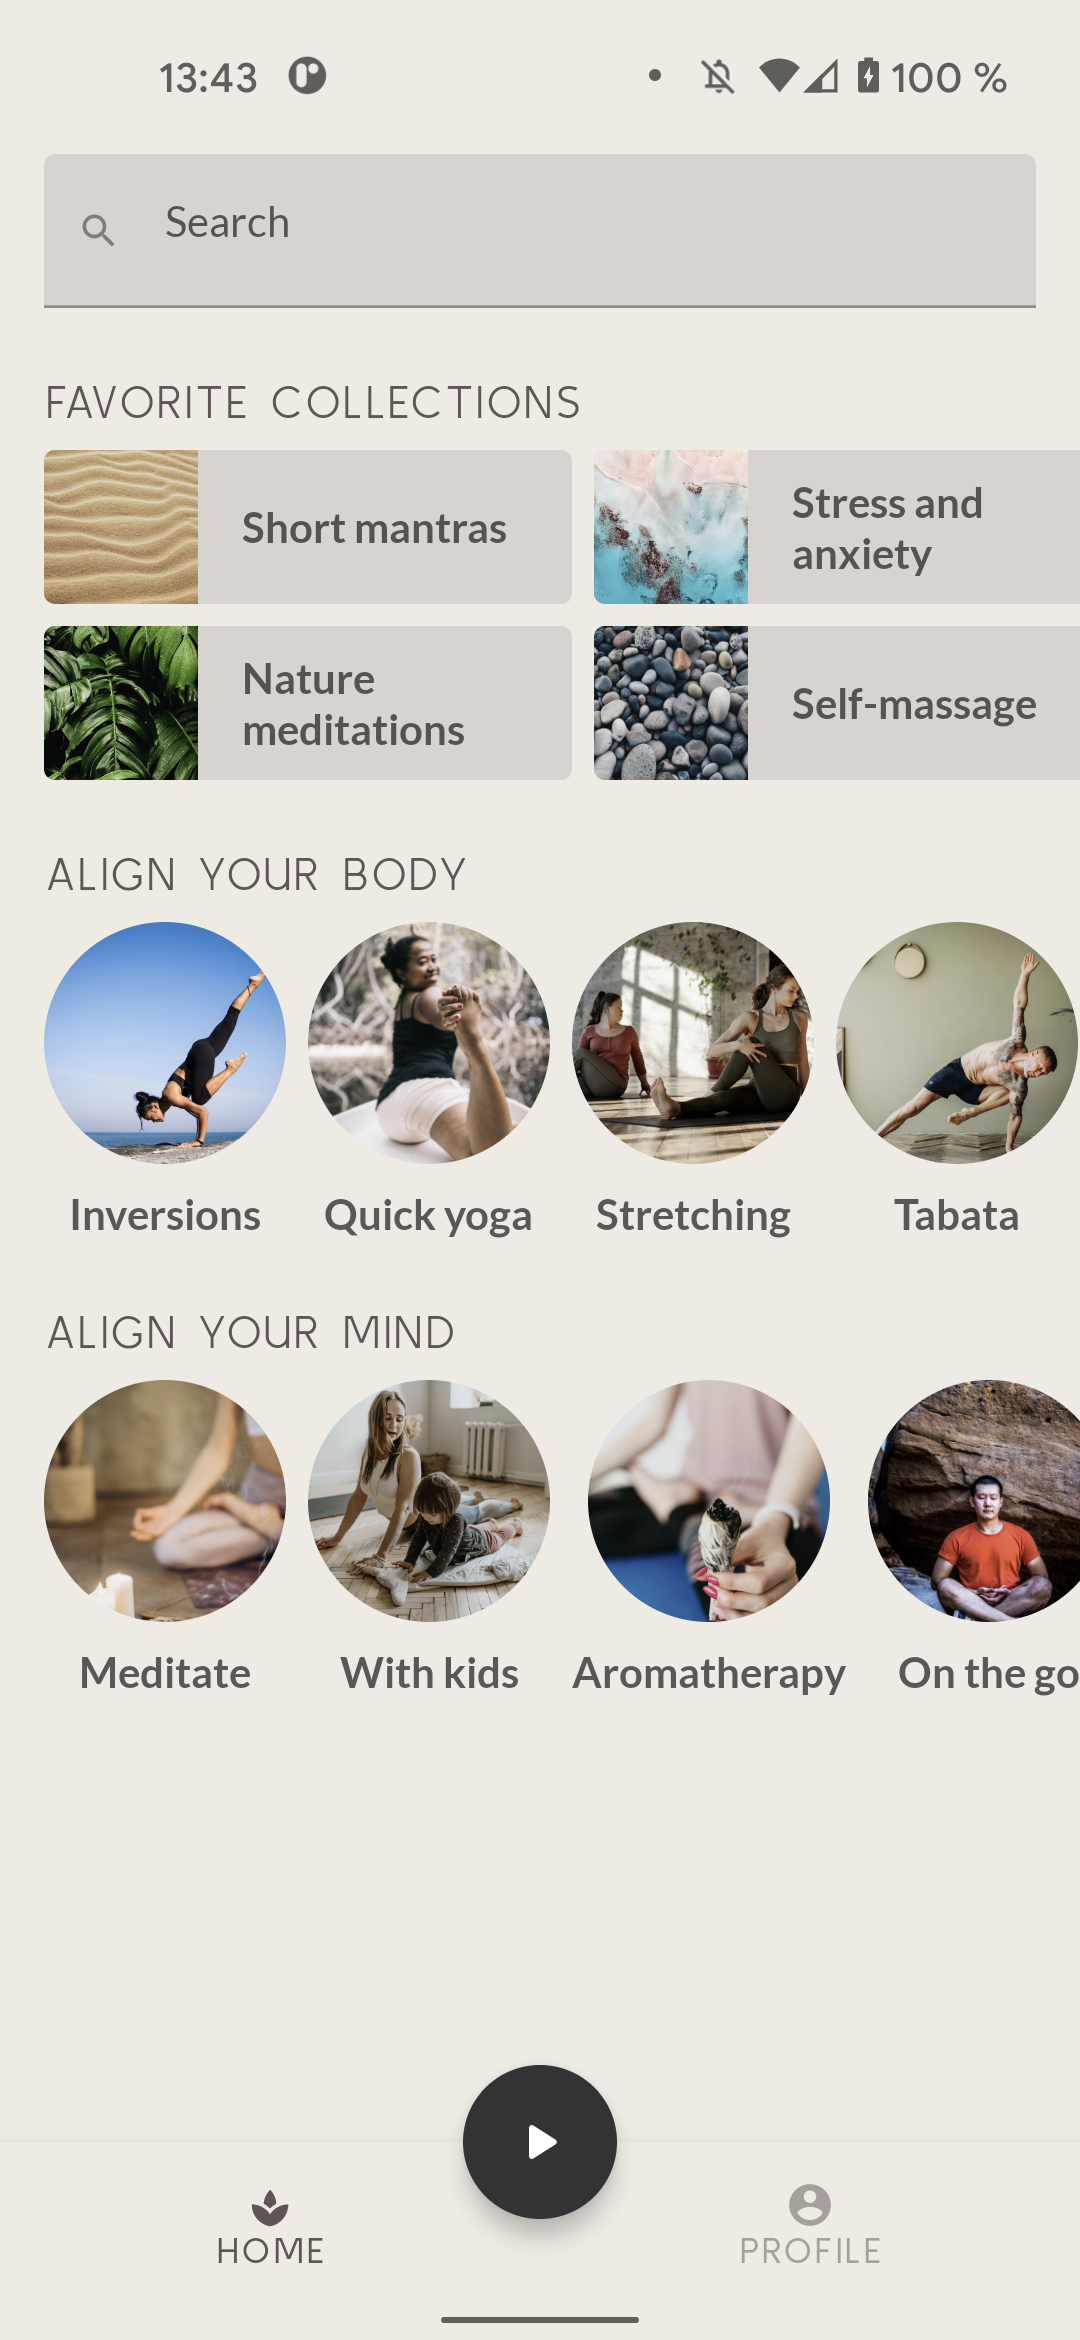 13:43
100 %
Search
FAVORITE COLLECTIONS
Short mantras
Stress and
anxiety
Nature
meditations
Self-massage
ALIGN YOUR BODY
Inversions
Quick yoga
Stretching
Tabata
ALIGN YOUR MIND
Meditate
With kids
Aromatherapy
On the go
HOME
PROFILE